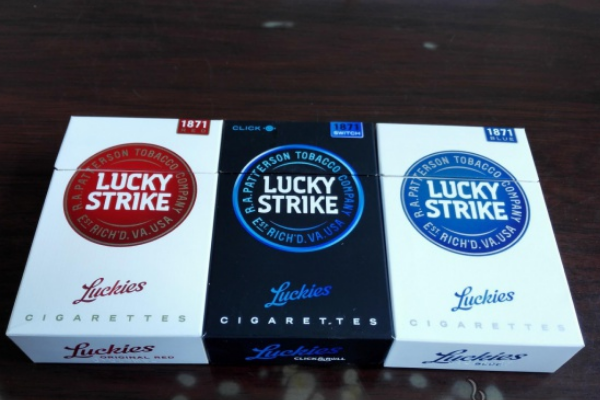 1871
RED
R.A.PATTERSON TOBACCO COMPANY
LUCKY
STRIKE
EST RICH'D.VA.USA
Luckies
CIGARETTES
Luckies
ORIGINAL RED
CLICK
1871
SWITCH
R.A.PATTERSON TOBACCO COMPANY
LUCKY
STRIKE
EST RICH'D.VA.USA
Luckies
CIGARETTES
Luckies
CLICK&ROLL
1871
BLUE
R.A.PATTERSON TOBACCO COMPANY
LUCKY
STRIKE
EST RICH'D.VA.USA
Luckies
CIGARETTES
Luckies
BLUE